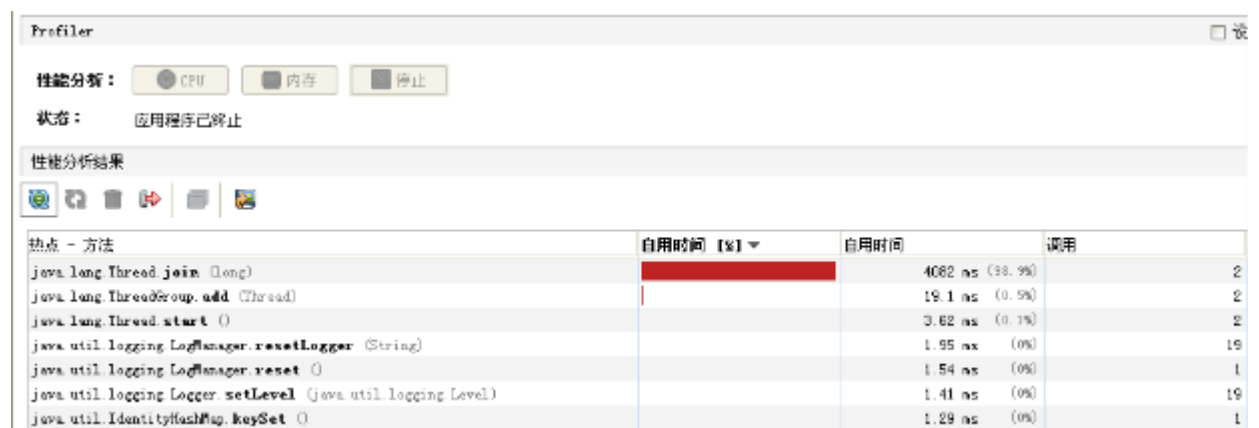 Profiler
性能分析： CPU 内存 停止
状态： 应用程序已终止
性能分析结果
热点 - 方法 自用时间 [%] 自用时间 调用
java.lang.Thread.join (long) 4082 ms (98.9%) 2
java.lang.ThreadGroup.add (Thread) 19.1 ms (0.5%) 2
java.lang.Thread.start () 3.62 ms (0.1%) 2
java.util.logging.LogManager.resetLogger (String) 1.95 ms (0%) 19
java.util.logging.LogManager.reset () 1.54 ms (0%) 1
java.util.logging.Logger.setLevel (java.util.logging.Level) 1.41 ms (0%) 19
java.util.IdentityHashMap.keySet () 1.29 ms (0%) 1